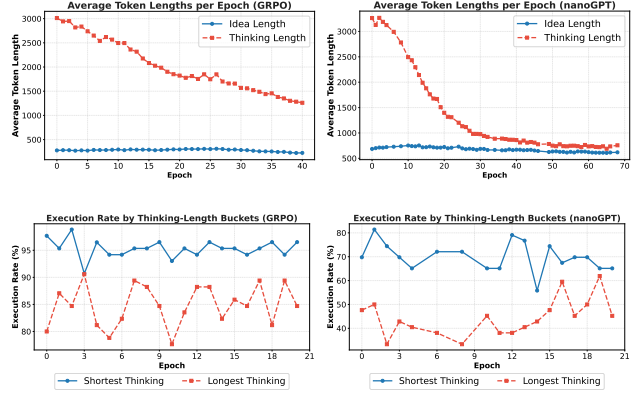 Average Token Lengths per Epoch (GRPO)
Average Token Length
3000
2500
2000
1500
1000
500
0 5 10 15 20 25 30 35 40
Epoch
Idea Length
Thinking Length
Average Token Lengths per Epoch (nanoGPT)
Average Token Length
3000
2500
2000
1500
1000
500
0 10 20 30 40 50 60 70
Epoch
Idea Length
Thinking Length
Execution Rate by Thinking-Length Buckets (GRPO)
Execution Rate (%)
95
90
85
80
0 3 6 9 12 15 18 21
Epoch
Shortest Thinking Longest Thinking
Execution Rate by Thinking-Length Buckets (nanoGPT)
Execution Rate (%)
80
70
60
50
40
0 3 6 9 12 15 18 21
Epoch
Shortest Thinking Longest Thinking